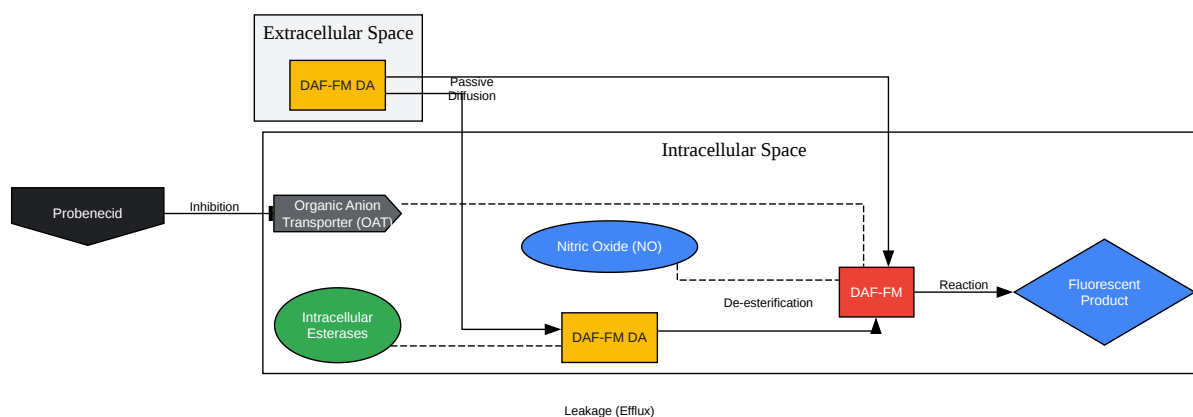 Extracellular Space
DAF-FM DA
Passive
Diffusion
Intracellular Space
Probenecid
Inhibition
Organic Anion
Transporter (OAT)
Nitric Oxide (NO)
DAF-FM
Reaction
Fluorescent
Product
De-esterification
Intracellular
Esterases
DAF-FM DA
Leakage (Efflux)